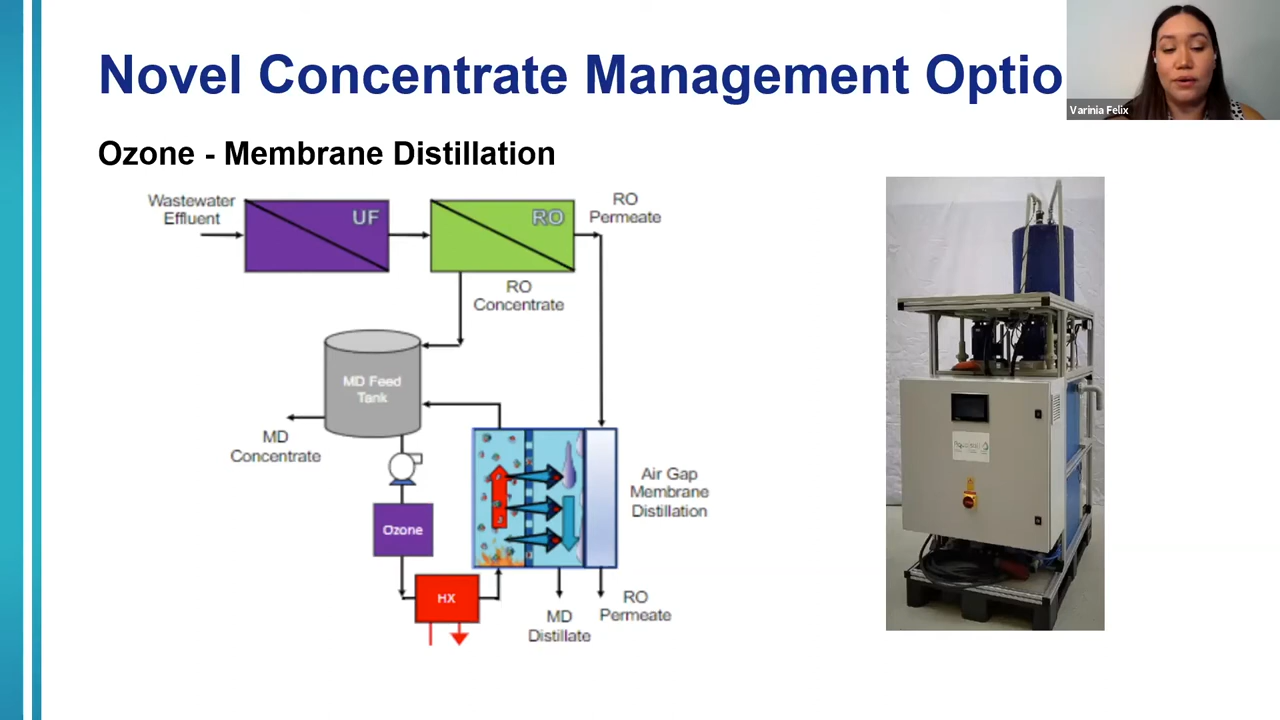 Novel Concentrate Management Optio
Varinia Felix
Ozone - Membrane Distillation
Wastewater
Effluent
UF
RO
RO
Permeate
RO
Concentrate
MD Feed
Tank
MD
Concentrate
Air Gap
Membrane
Distillation
Ozone
HX
MD
Distillate
RO
Permeate